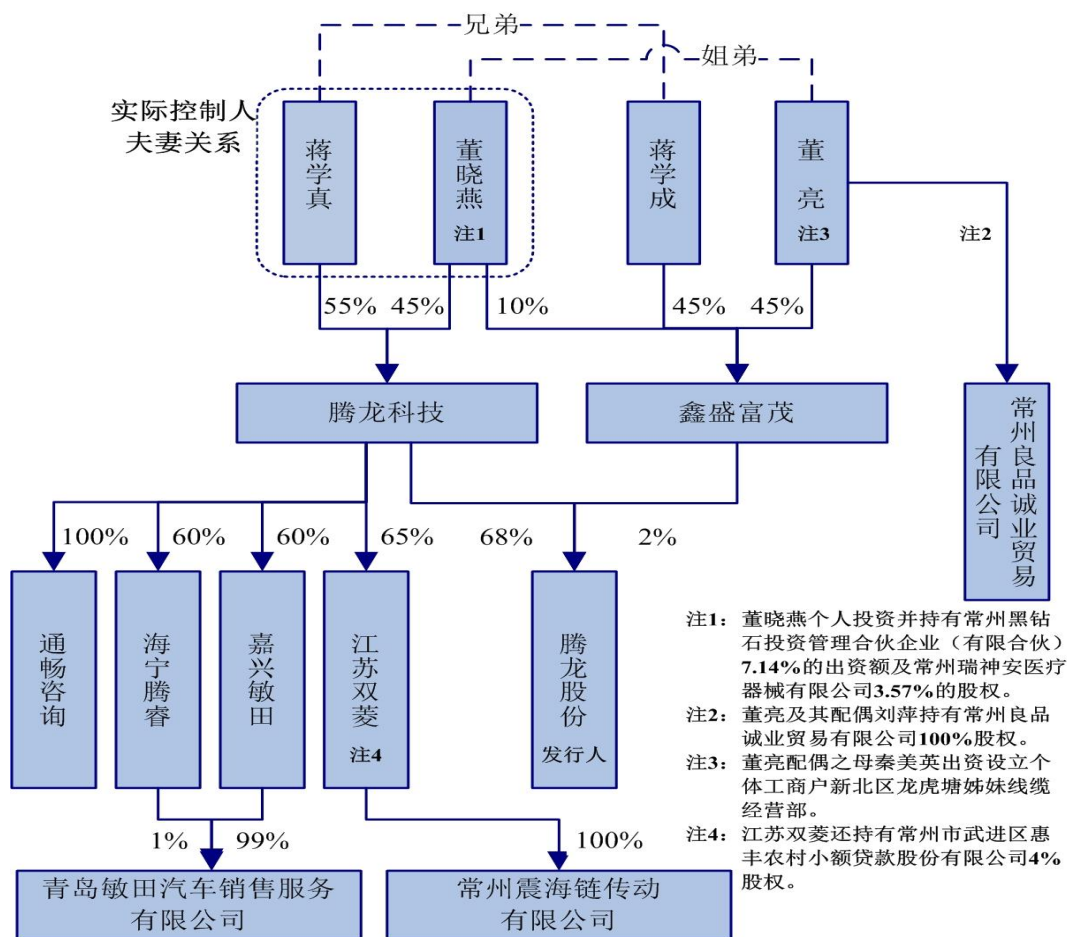 兄弟
姐弟
实际控制人
夫妻关系
蒋学真
董晓燕
注1
蒋学成
董亮
注3
注2
55%
45%
10%
45%
45%
腾龙科技
鑫盛富茂
常州良品诚业贸易
有限公司
100%
60%
60%
65%
68%
2%
通畅咨询
海宁腾睿
嘉兴敏田
江苏双菱
注4
腾龙股份
发行人
注1：董晓燕个人投资并持有常州黑钻
石投资管理合伙企业（有限合伙）
7.14%的出资额及常州瑞神安医疗
器械有限公司3.57%的股权。
注2：董亮及其配偶刘萍持有常州良品
诚业贸易有限公司100%股权。
注3：董亮配偶之母秦美英出资设立个
体工商户新北区龙虎塘姊妹线缆
经营部。
注4：江苏双菱还持有常州市武进区惠
丰农村小额贷款股份有限公司4%
股权。
1%
99%
100%
青岛敏田汽车销售服务
有限公司
常州震海链传动
有限公司